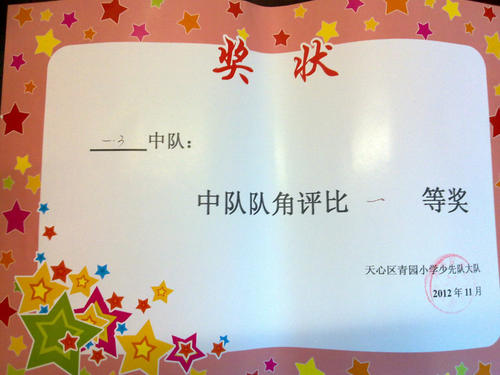 奖状
一.3中队：
中队队角评比 一 等奖
天心区青园小学少先队大队
2012年11月